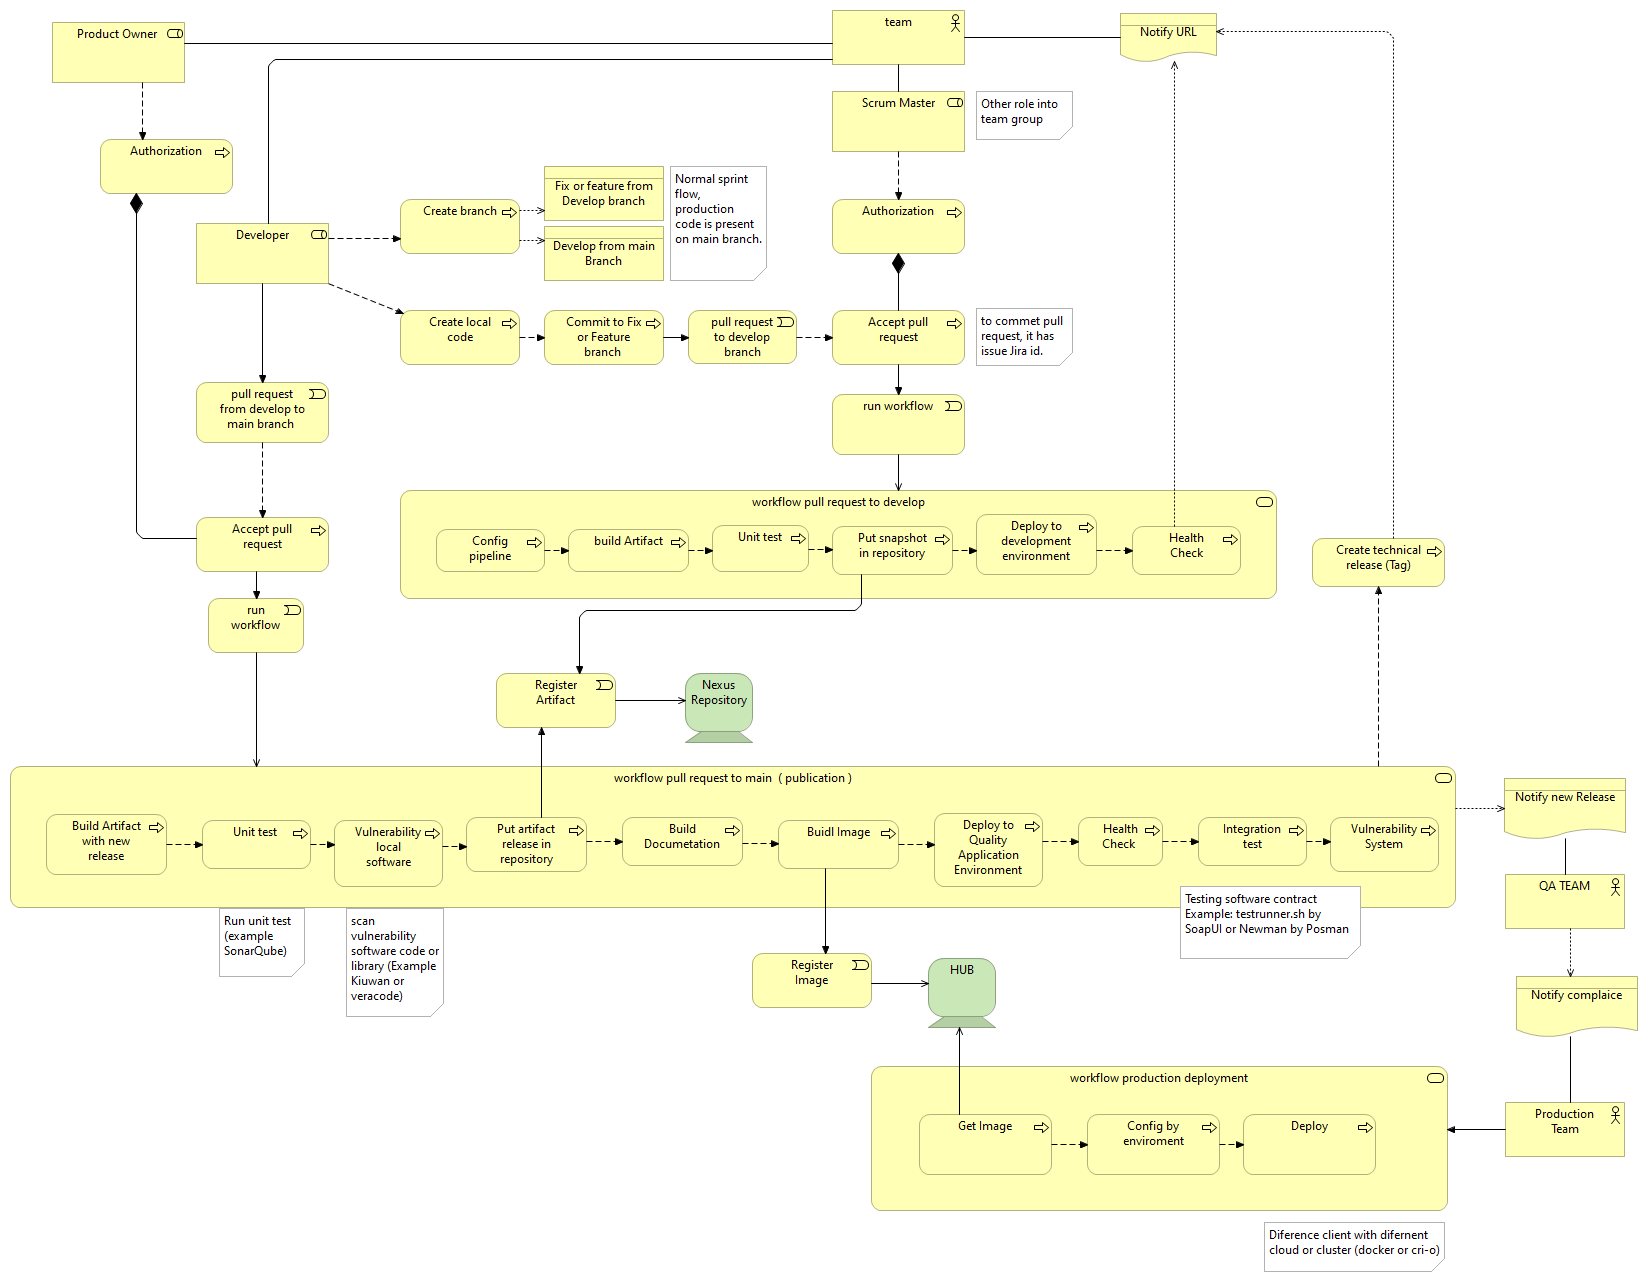 Product Owner
team
Notify URL
Scrum Master
Other role into
team group
Authorization
Fix or feature from
Develop branch
Normal sprint
flow,
production
code is present
on main branch.
Create branch
Authorization
Developer
Develop from main
Branch
Create local
code
Commit to Fix
or Feature
branch
pull request
to develop
branch
Accept pull
request
to commet pull
request, it has
issue Jira id.
pull request
from develop to
main branch
run workflow
workflow pull request to develop
Config
pipeline
build Artifact
Unit test
Put snapshot
in repository
Deploy to
development
environment
Health
Check
Accept pull
request
Create technical
release (Tag)
run
workflow
Register
Artifact
Nexus
Repository
workflow pull request to main  ( publication )
Build Artifact
with new
release
Unit test
Vulnerability
local
software
Put artifact
release in
repository
Build
Documetation
Buidl Image
Deploy to
Quality
Application
Environment
Health
Check
Integration
test
Vulnerability
System
Notify new Release
QA TEAM
Run unit test
(example
SonarQube)
scan
vulnerability
software code or
library (Example
Kiuwan or
veracode)
Testing software contract
Example: testrunner.sh by
SoapUI or Newman by Posman
Register
Image
HUB
Notify complaice
workflow production deployment
Get Image
Config by
enviroment
Deploy
Production
Team
Diference client with difernent
cloud or cluster (docker or cri-o)